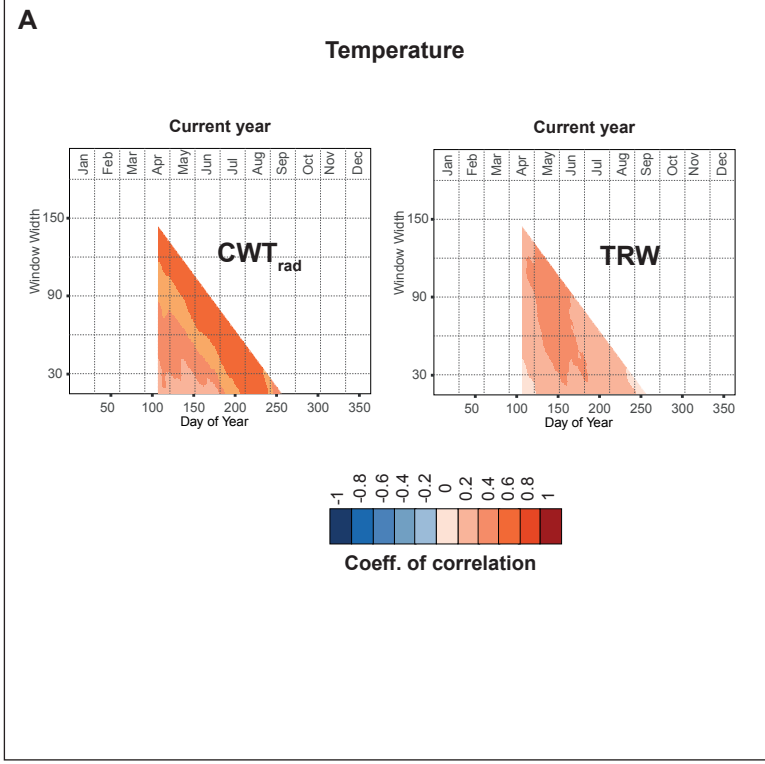 A
Temperature
Current year
Jan Feb Mar Apr May Jun Jul Aug Sep Oct Nov Dec
Window Width
150
90
30
CWTrad
50 100 150 200 250 300 350
Day of Year
Current year
Jan Feb Mar Apr May Jun Jul Aug Sep Oct Nov Dec
Window Width
150
90
30
TRW
50 100 150 200 250 300 350
Day of Year
-1 -0.8 -0.6 -0.4 -0.2 0 0.2 0.4 0.6 0.8 1
Coeff. of correlation